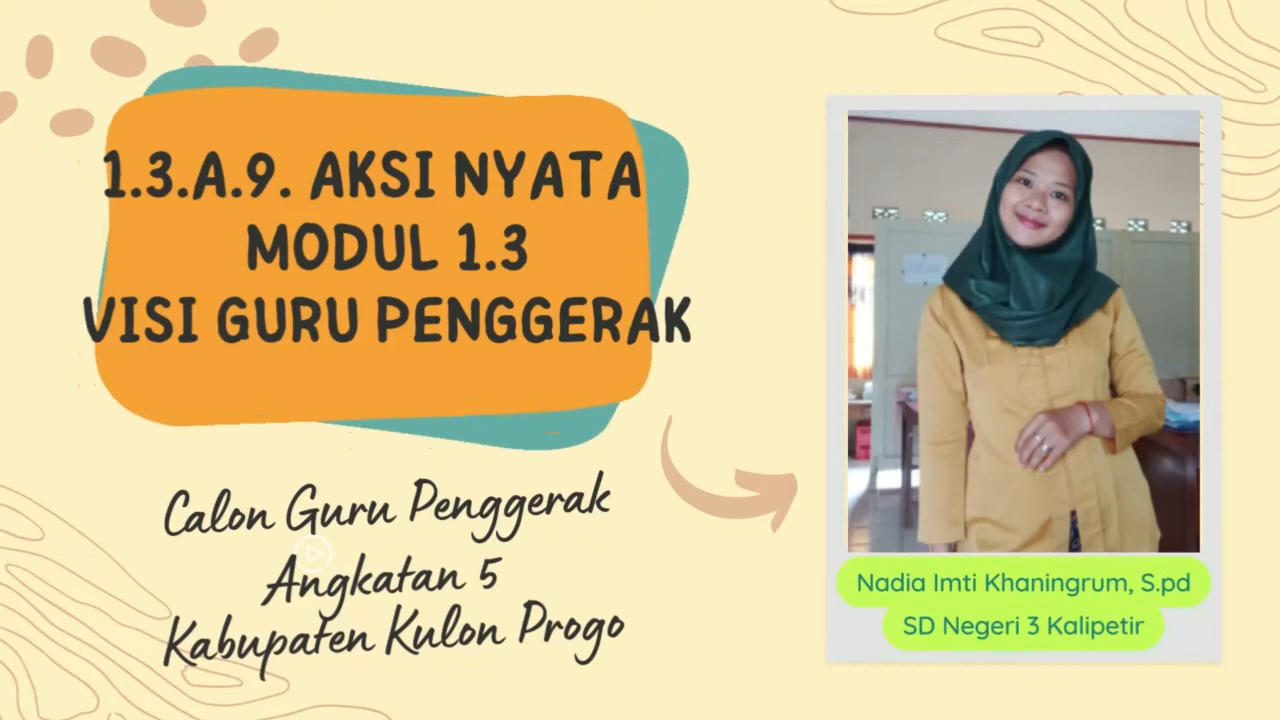 1.3.A.9. AKSI NYATA
MODUL 1.3
VISI GURU PENGGERAK
Calon Guru Penggerak
Angkatan 5
Kabupaten Kulon Progo
Nadia Imti Khaningrum, S.pd
SD Negeri 3 Kalipetir